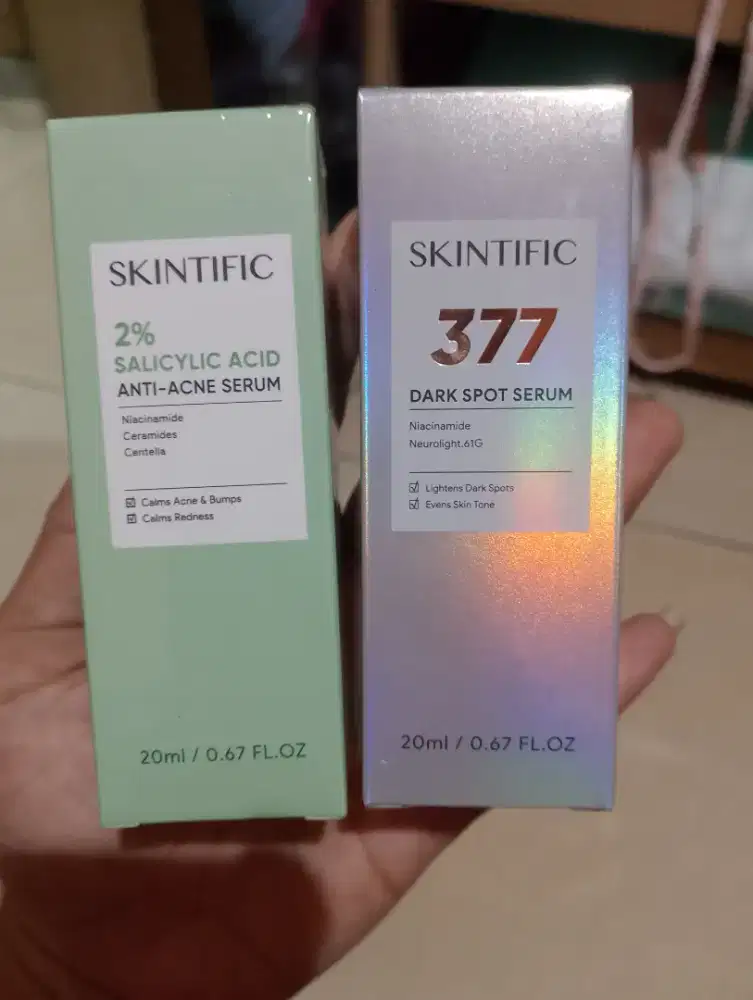 SKINTIFIC
2%
SALICYLIC ACID
ANTI-ACNE SERUM
Niacinamide
Ceramides
Centella
Calms Acne & Bumps
Calms Redness
20ml / 0.67 FL.OZ
SKINTIFIC
377
DARK SPOT SERUM
Niacinamide
Neurolight.61G
Lightens Dark Spots
Evens Skin Tone
20ml / 0.67 FL.OZ